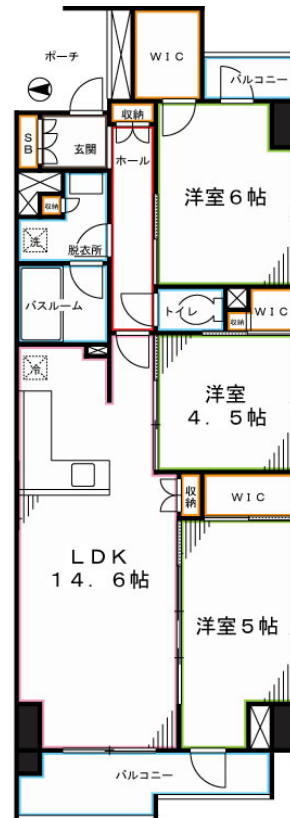 ポーチ
WIC
バルコニー
収納
SB
玄関
ホール
洋室6帖
収納
洗
脱衣所
バスルーム
トイレ
収納
WIC
冷
洋室
4.5帖
収納
WIC
LDK
14.6帖
洋室5帖
バルコニー